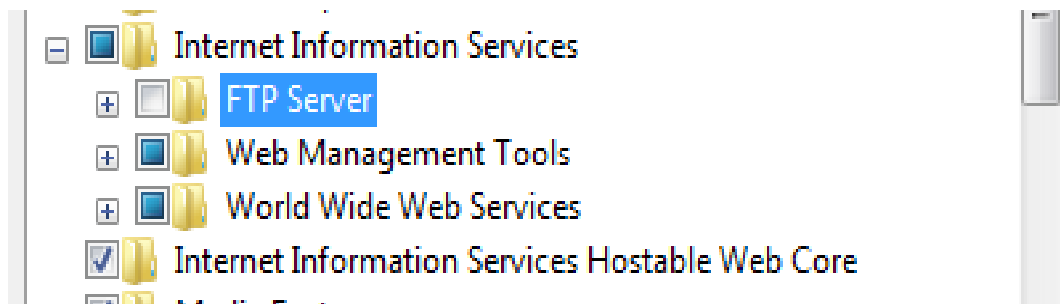 Internet Information Services
FTP Server
Web Management Tools
World Wide Web Services
Internet Information Services Hostable Web Core